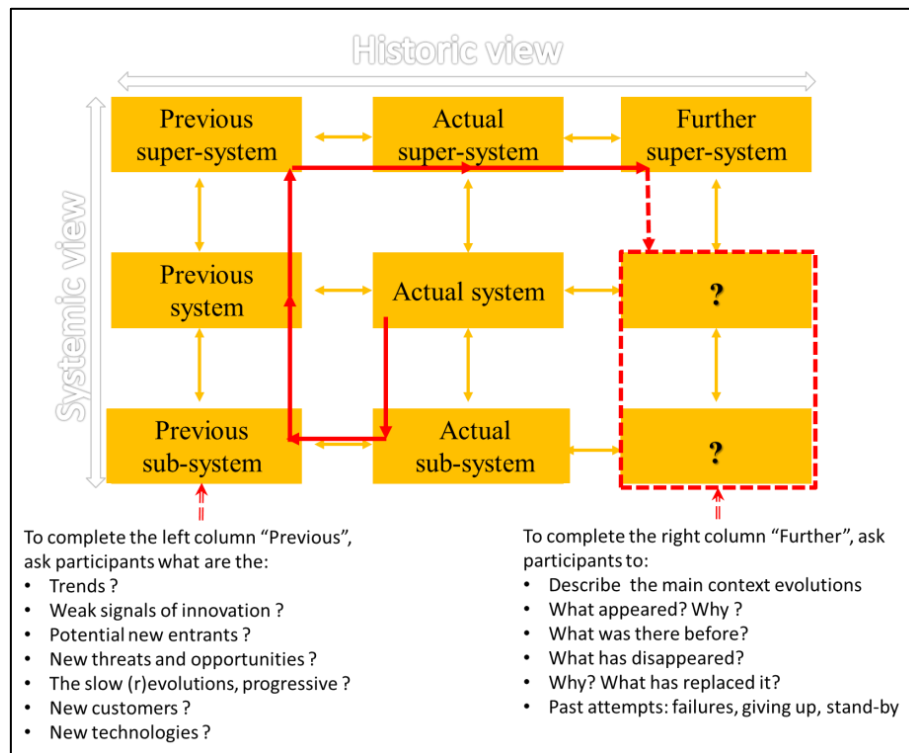 Historic view
Systemic view
Previous
super-system
Actual
super-system
Further
super-system
Previous
system
Actual system
?
Previous
sub-system
Actual
sub-system
?
To complete the left column “Previous”,
ask participants what are the:
• Trends ?
• Weak signals of innovation ?
• Potential new entrants ?
• New threats and opportunities ?
• The slow (r)evolutions, progressive ?
• New customers ?
• New technologies ?
To complete the right column “Further”, ask
participants to:
• Describe the main context evolutions
• What appeared? Why ?
• What was there before?
• What has disappeared?
• Why? What has replaced it?
• Past attempts: failures, giving up, stand-by